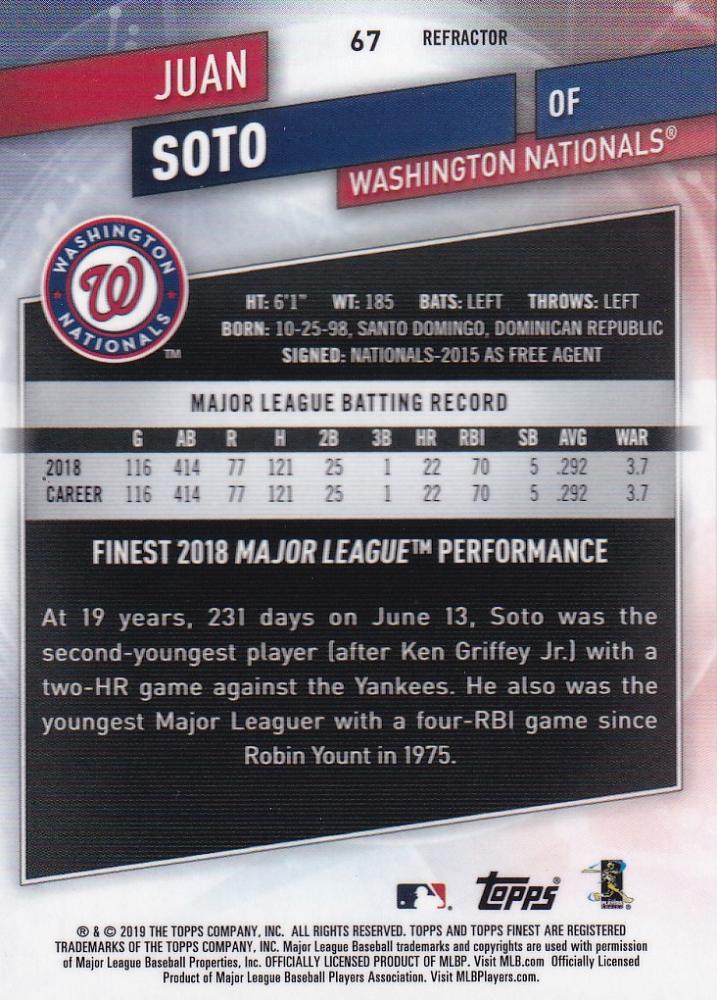 67 REFRACTOR
JUAN
SOTO
OF
WASHINGTON NATIONALS®
WASHINGTON
W
NATIONALS
™
HT: 6'1" WT: 185 BATS: LEFT THROWS: LEFT
BORN: 10-25-98, SANTO DOMINGO, DOMINICAN REPUBLIC
SIGNED: NATIONALS-2015 AS FREE AGENT
MAJOR LEAGUE BATTING RECORD
G AB R H 2B 3B HR RBI SB AVG WAR
2018 116 414 77 121 25 1 22 70 5 .292 3.7
CAREER 116 414 77 121 25 1 22 70 5 .292 3.7
FINEST 2018 MAJOR LEAGUE™ PERFORMANCE
At 19 years, 231 days on June 13, Soto was the
second-youngest player (after Ken Griffey Jr.) with a
two-HR game against the Yankees. He also was the
youngest Major Leaguer with a four-RBI game since
Robin Yount in 1975.
Topps®
® & © 2019 THE TOPPS COMPANY, INC. ALL RIGHTS RESERVED. TOPPS AND TOPPS FINEST ARE REGISTERED
TRADEMARKS OF THE TOPPS COMPANY, INC. Major League Baseball trademarks and copyrights are used with permission
of Major League Baseball Properties, Inc. OFFICIALLY LICENSED PRODUCT OF MLBP. Visit MLB.com Officially Licensed
Product of Major League Baseball Players Association. Visit MLBPlayers.com.